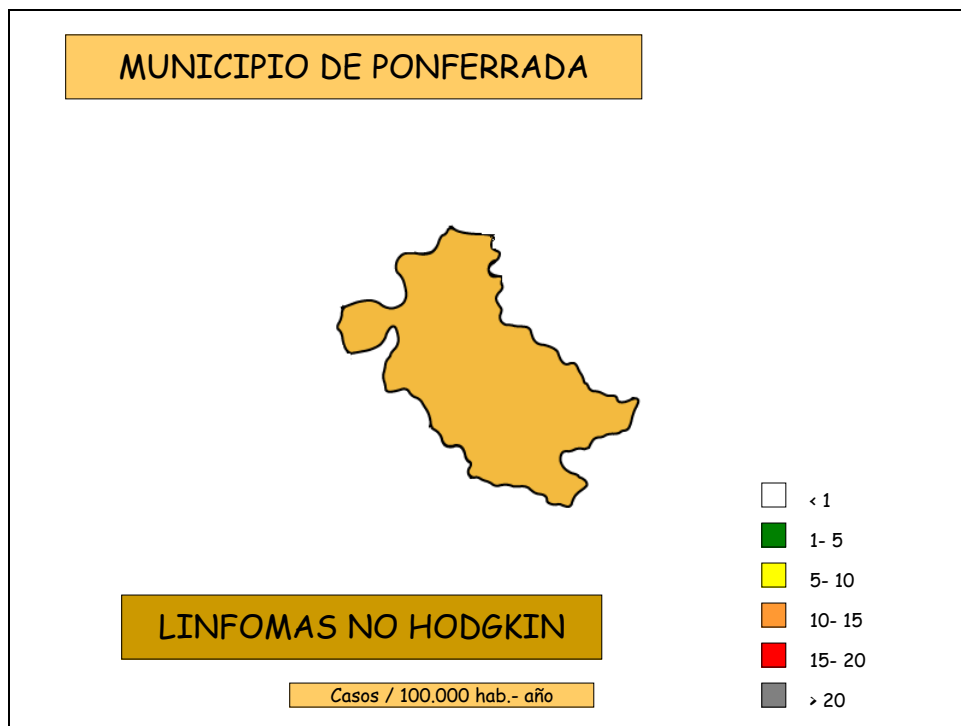 MUNICIPIO DE PONFERRADA
< 1
1- 5
5- 10
10- 15
15- 20
> 20
LINFOMAS NO HODGKIN
Casos / 100.000 hab.- año